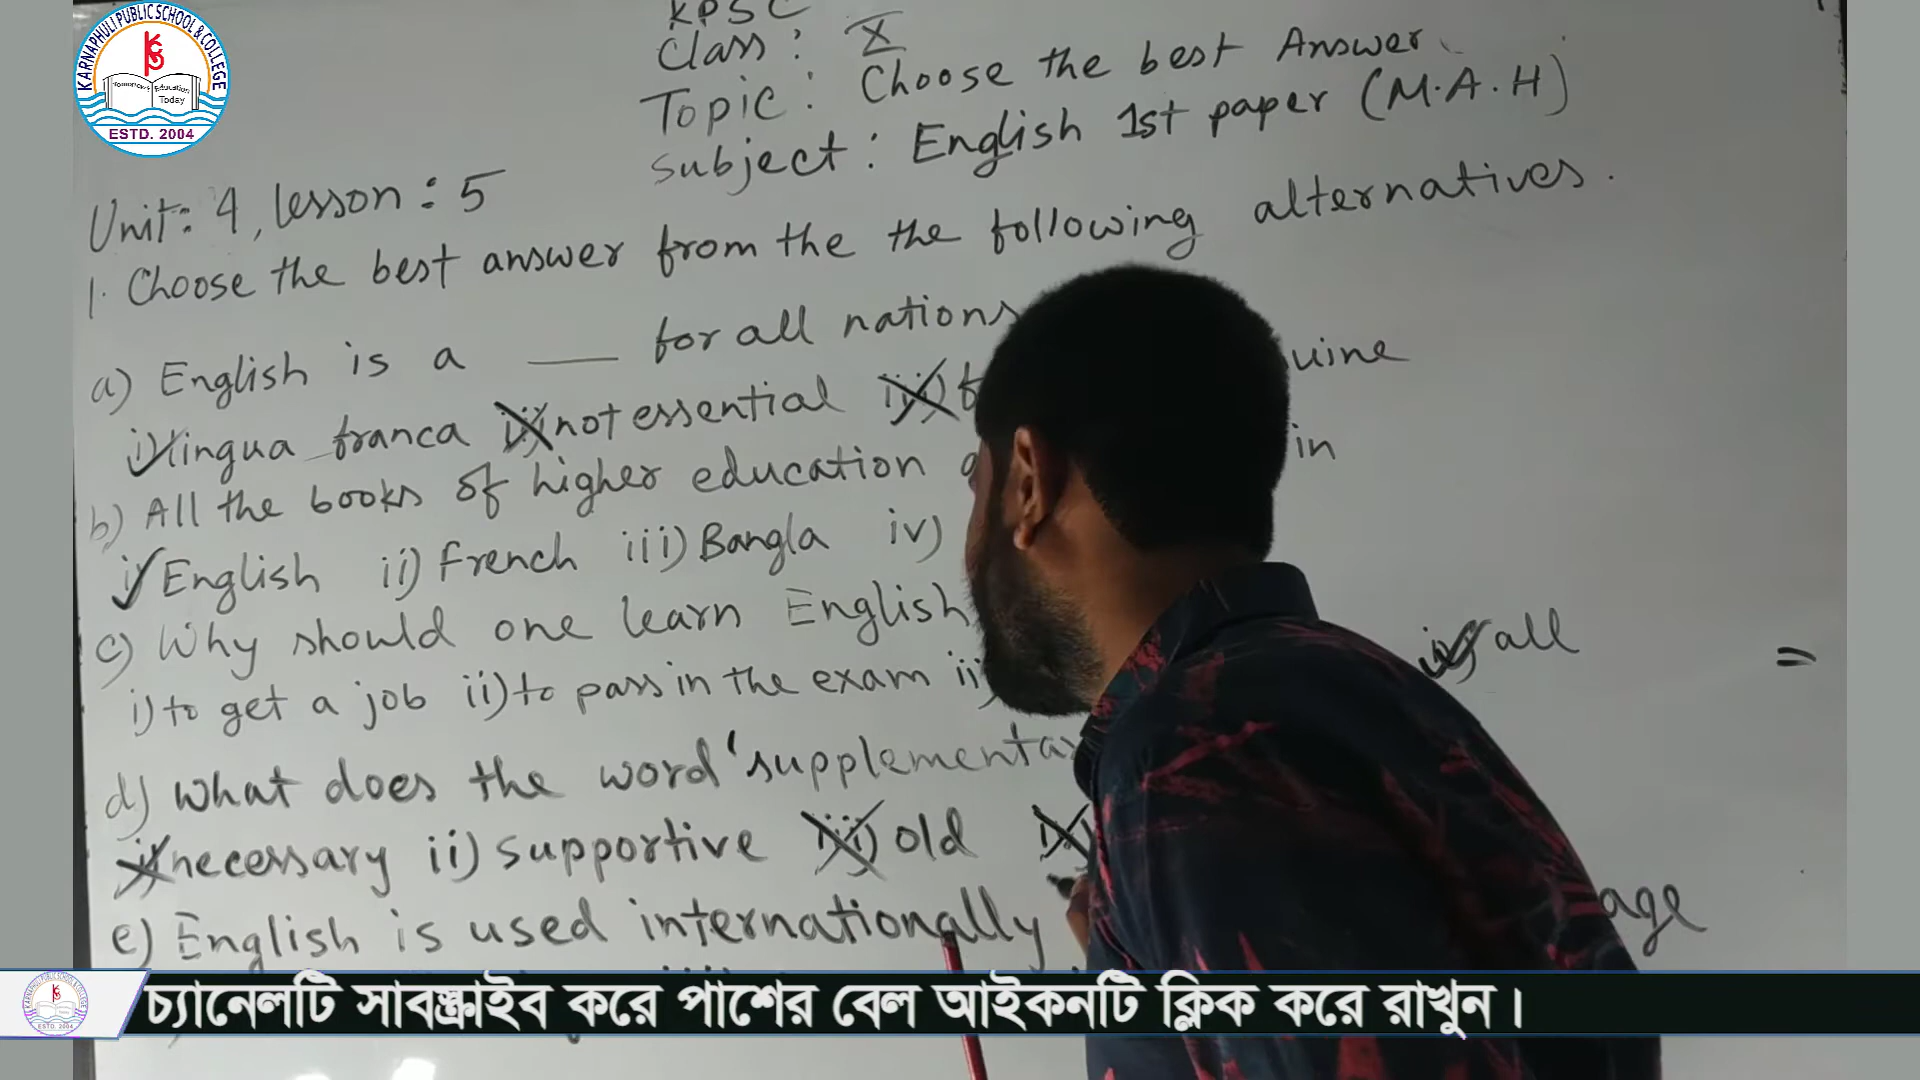 KARNAPHULI PUBLIC SCHOOL & COLLEGE
Education
Today
ESTD. 2004
KPSC
Class: X
Topic: Choose the best Answer
Subject: English 1st paper (M.A.H)
Unit: 4, lesson: 5
1. Choose the best answer from the the following alternatives.
a) English is a ___ for all nations
i) lingua franca ii) not essential iii) f uine
b) All the books of higher education in
i) English ii) French iii) Bangla iv)
c) Why should one learn English
i) to get a job ii) to pass in the exam iii) iv) all =
d) What does the word 'supplementa
i) necessary ii) supportive iii) old iv)
e) English is used internationally age
চ্যানেলটি সাবস্ক্রাইব করে পাশের বেল আইকনটি ক্লিক করে রাখুন।